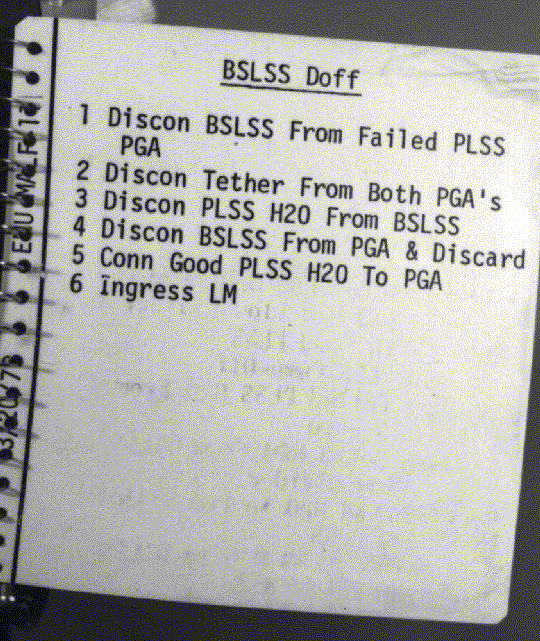 BSLSS Doff
1 Discon BSLSS From Failed PLSS
PGA
2 Discon Tether From Both PGA's
3 Discon PLSS H2O From BSLSS
4 Discon BSLSS From PGA & Discard
5 Conn Good PLSS H2O To PGA
6 Ingress LM